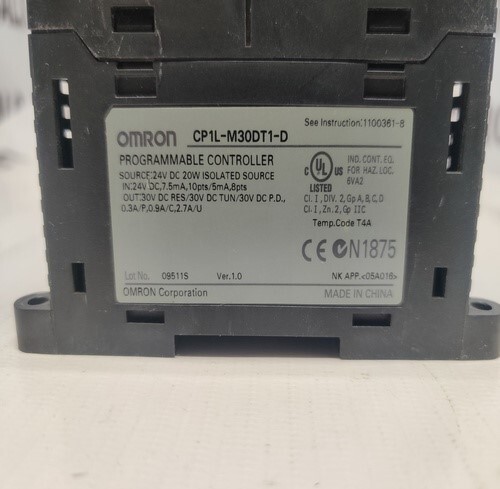 See Instruction:1100361-8
OMRON CP1L-M30DT1-D
PROGRAMMABLE CONTROLLER
SOURCE:24V DC 20W ISOLATED SOURCE
IN:24V DC,7.5mA,10pts/5mA,8pts
OUT:30V DC RES/30V DC TUN/30V DC P.D.,
0.3A/P,0.9A/C,2.7A/U
C UL US
LISTED
IND. CONT. EQ.
FOR HAZ. LOC.
6VA2
Cl. I , DIV. 2, Gp A, B, C, D
Cl. I , Zn. 2, Gp IIC
Temp.Code T4A
CE N1875
Lot No. 09511S Ver.1.0 NK APP.<05A016>
OMRON Corporation MADE IN CHINA